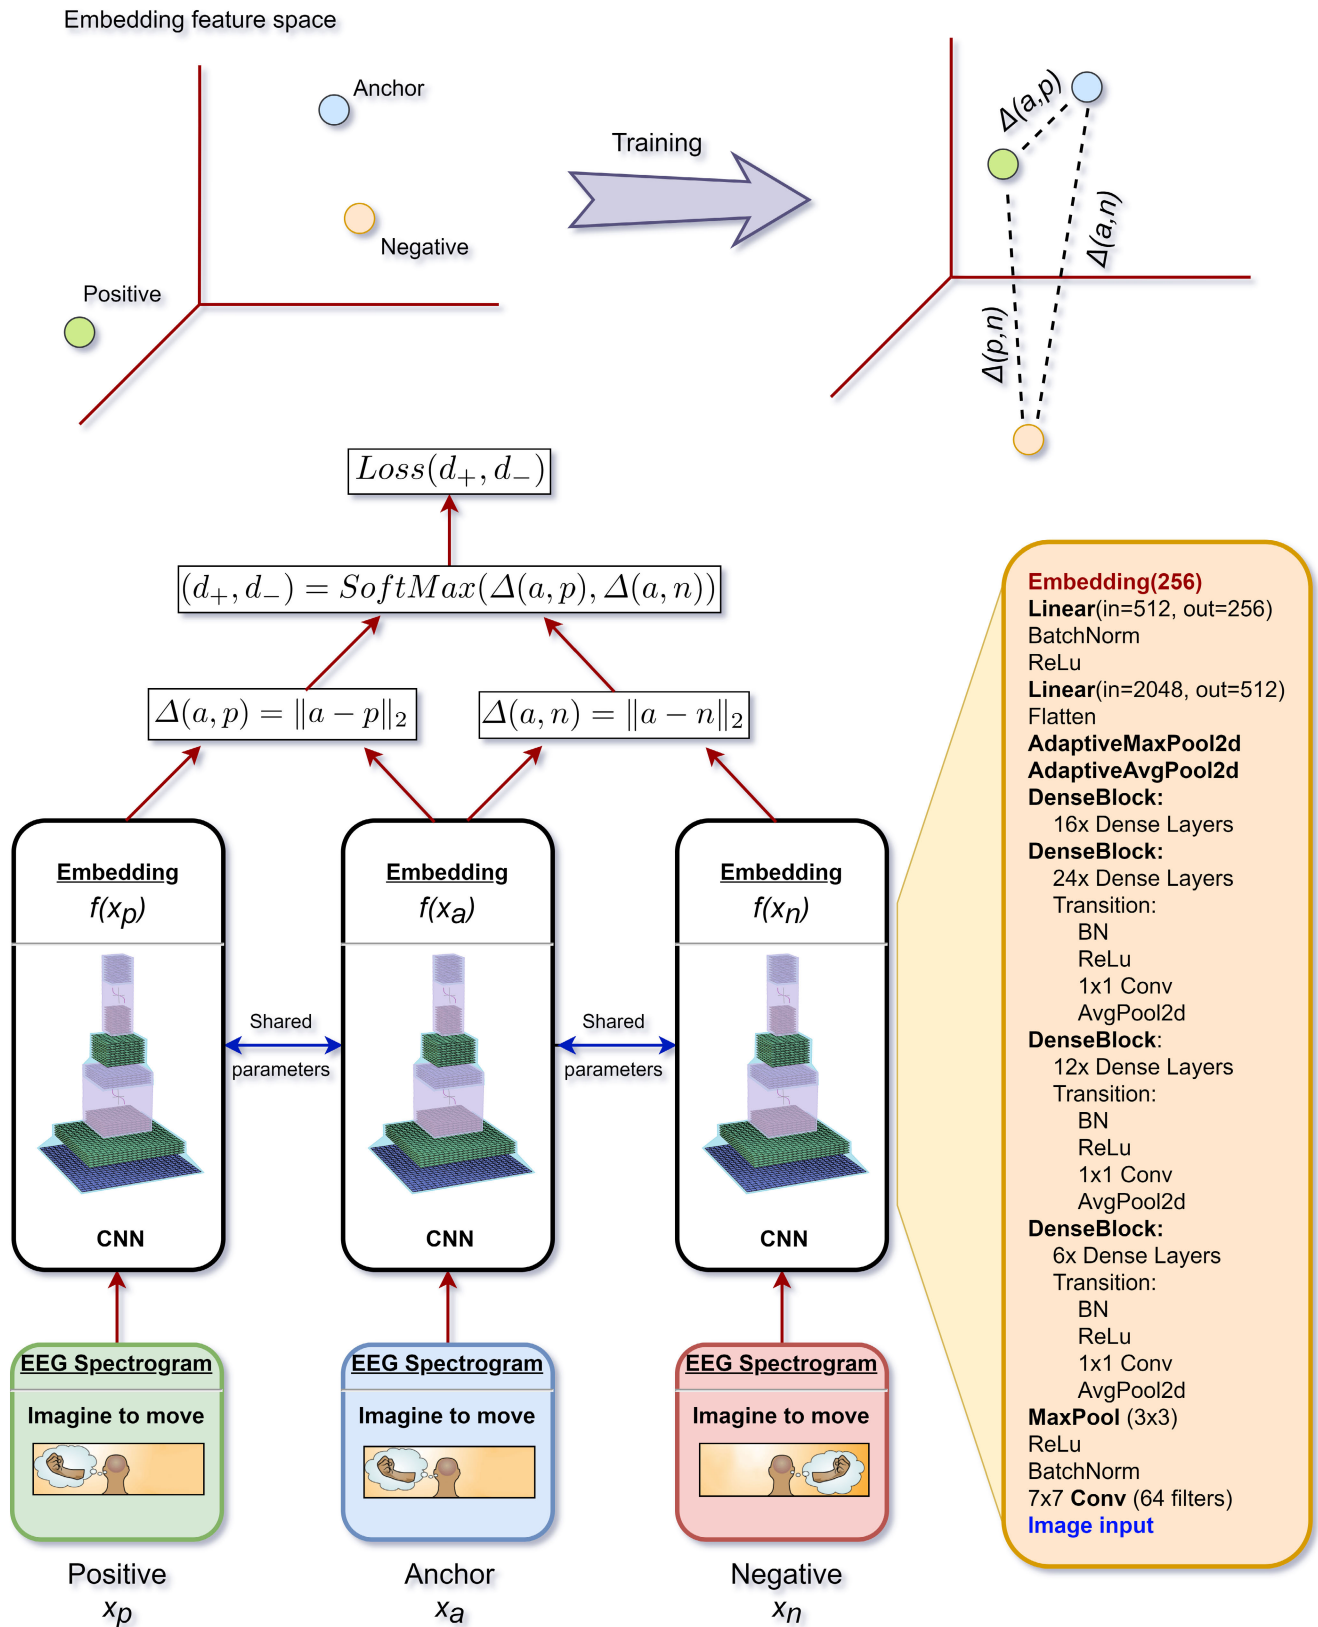 Embedding feature space
Anchor
Negative
Positive
Training
Δ(a,p)
Δ(a,n)
Δ(p,n)
Loss(d₊, d₋)
(d₊, d₋) = SoftMax(Δ(a, p), Δ(a, n))
Δ(a, p) = ‖a − p‖₂
Δ(a, n) = ‖a − n‖₂
Embedding
f(xₚ)
CNN
Embedding
f(xₐ)
CNN
Embedding
f(xₙ)
CNN
Shared
parameters
Shared
parameters
EEG Spectrogram
Imagine to move
Positive
xₚ
EEG Spectrogram
Imagine to move
Anchor
xₐ
EEG Spectrogram
Imagine to move
Negative
xₙ
Embedding(256)
Linear(in=512, out=256)
BatchNorm
ReLu
Linear(in=2048, out=512)
Flatten
AdaptiveMaxPool2d
AdaptiveAvgPool2d
DenseBlock:
16x Dense Layers
DenseBlock:
24x Dense Layers
Transition:
BN
ReLu
1x1 Conv
AvgPool2d
DenseBlock:
12x Dense Layers
Transition:
BN
ReLu
1x1 Conv
AvgPool2d
DenseBlock:
6x Dense Layers
Transition:
BN
ReLu
1x1 Conv
AvgPool2d
MaxPool (3x3)
ReLu
BatchNorm
7x7 Conv (64 filters)
Image input